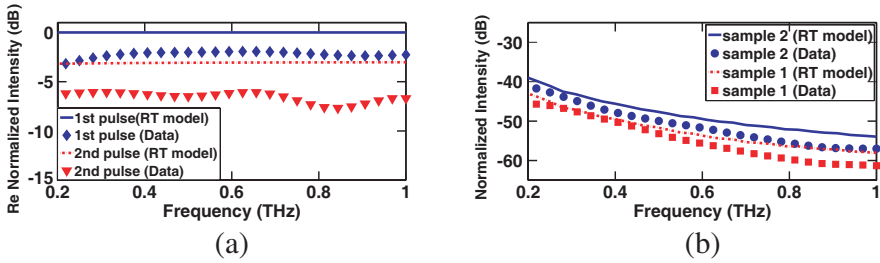 Re Normalized Intensity (dB)
0
-5
-10
-15
1st pulse(RT model)
1st pulse (Data)
2nd pulse (RT model)
2nd pulse (Data)
0.2
0.4
0.6
0.8
1
Frequency (THz)
(a)
Normalized Intensity (dB)
-30
-40
-50
-60
sample 2 (RT model)
sample 2 (Data)
sample 1 (RT model)
sample 1 (Data)
0.2
0.4
0.6
0.8
1
Frequency (THz)
(b)